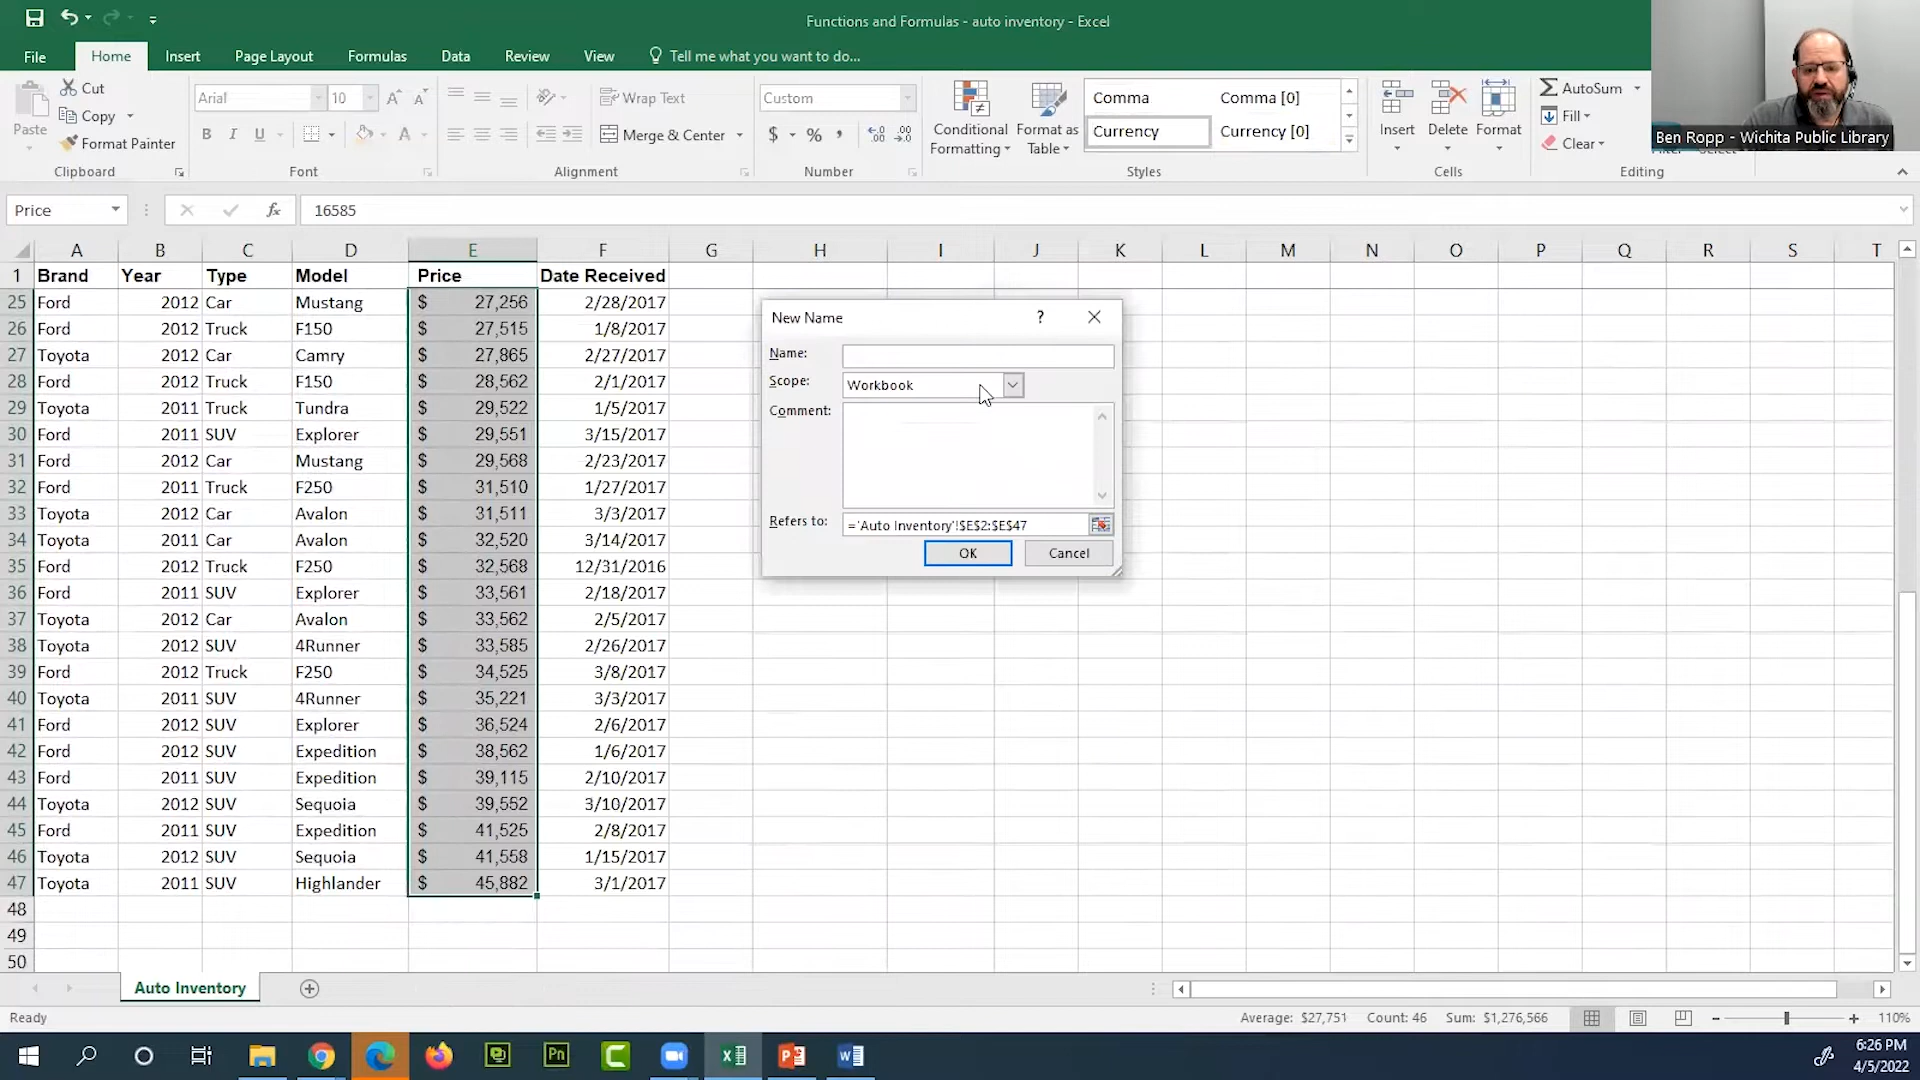 Functions and Formulas - auto inventory - Excel
File Home Insert Page Layout Formulas Data Review View Tell me what you want to do...
Cut
Copy
Format Painter
Paste
Clipboard
Arial 10
B I U
Font
Wrap Text
Merge & Center
Alignment
Custom
$ % ,
Number
Conditional Formatting
Format as Table
Comma Comma [0]
Currency Currency [0]
Styles
Insert Delete Format
Cells
AutoSum
Fill
Clear
Editing
Ben Ropp - Wichita Public Library
Price fx 16585
A B C D E F G H I J K L M N O P Q R S T
1 Brand Year Type Model Price Date Received
25 Ford 2012 Car Mustang $ 27,256 2/28/2017
26 Ford 2012 Truck F150 $ 27,515 1/8/2017
27 Toyota 2012 Car Camry $ 27,865 2/27/2017
28 Ford 2012 Truck F150 $ 28,562 2/1/2017
29 Toyota 2011 Truck Tundra $ 29,522 1/5/2017
30 Ford 2011 SUV Explorer $ 29,551 3/15/2017
31 Ford 2012 Car Mustang $ 29,568 2/23/2017
32 Ford 2011 Truck F250 $ 31,510 1/27/2017
33 Toyota 2012 Car Avalon $ 31,511 3/3/2017
34 Toyota 2011 Car Avalon $ 32,520 3/14/2017
35 Ford 2012 Truck F250 $ 32,568 12/31/2016
36 Ford 2011 SUV Explorer $ 33,561 2/18/2017
37 Toyota 2012 Car Avalon $ 33,562 2/5/2017
38 Toyota 2012 SUV 4Runner $ 33,585 2/26/2017
39 Ford 2012 Truck F250 $ 34,525 3/8/2017
40 Toyota 2011 SUV 4Runner $ 35,221 3/3/2017
41 Ford 2012 SUV Explorer $ 36,524 2/6/2017
42 Ford 2012 SUV Expedition $ 38,562 1/6/2017
43 Ford 2011 SUV Expedition $ 39,115 2/10/2017
44 Toyota 2012 SUV Sequoia $ 39,552 3/10/2017
45 Ford 2011 SUV Expedition $ 41,525 2/8/2017
46 Toyota 2012 SUV Sequoia $ 41,558 1/15/2017
47 Toyota 2011 SUV Highlander $ 45,882 3/1/2017
48
49
50
New Name ?
Name:
Scope: Workbook
Comment:
Refers to: ='Auto Inventory'!$E$2:$E$47
OK Cancel
Auto Inventory
Ready Average: $27,751 Count: 46 Sum: $1,276,566 110%
6:26 PM
4/5/2022